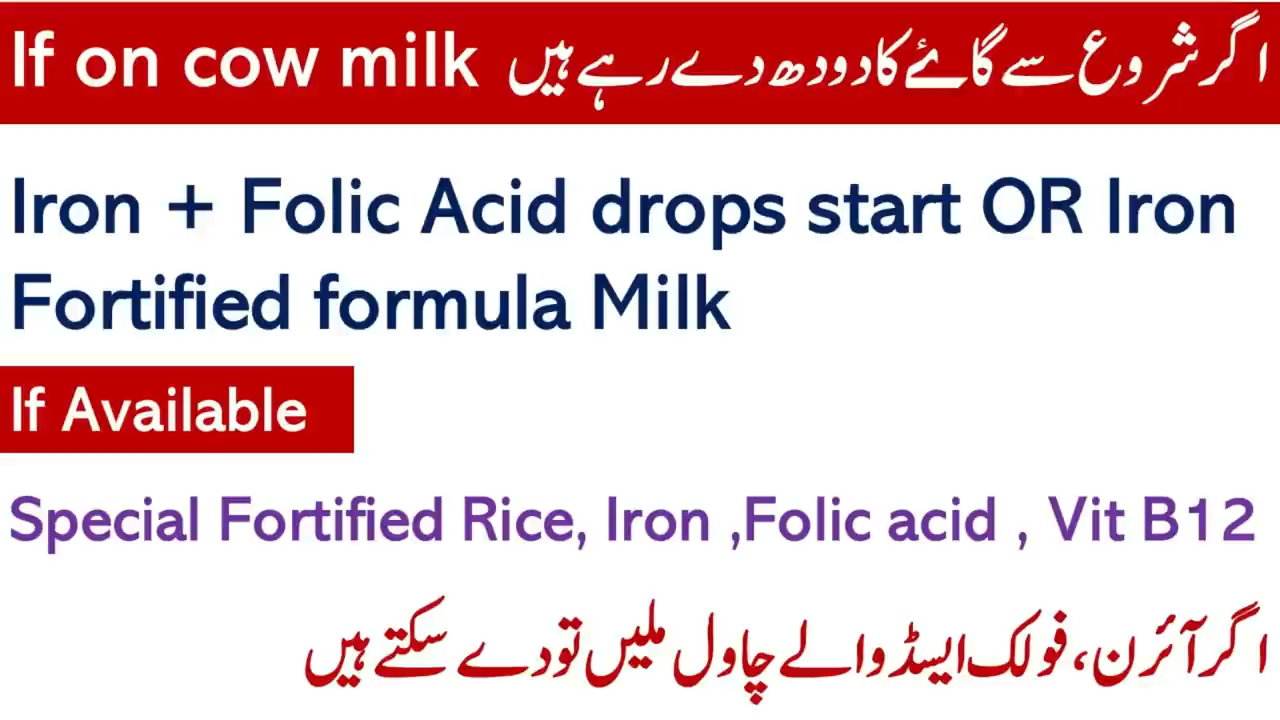 If on cow milk اگر شروع سے گائے کا دودھ دے رہے ہیں
Iron + Folic Acid drops start OR Iron
Fortified formula Milk
If Available
Special Fortified Rice, Iron ,Folic acid , Vit B12
اگر آئرن، فولک ایسڈ والے چاول ملیں تو دے سکتے ہیں